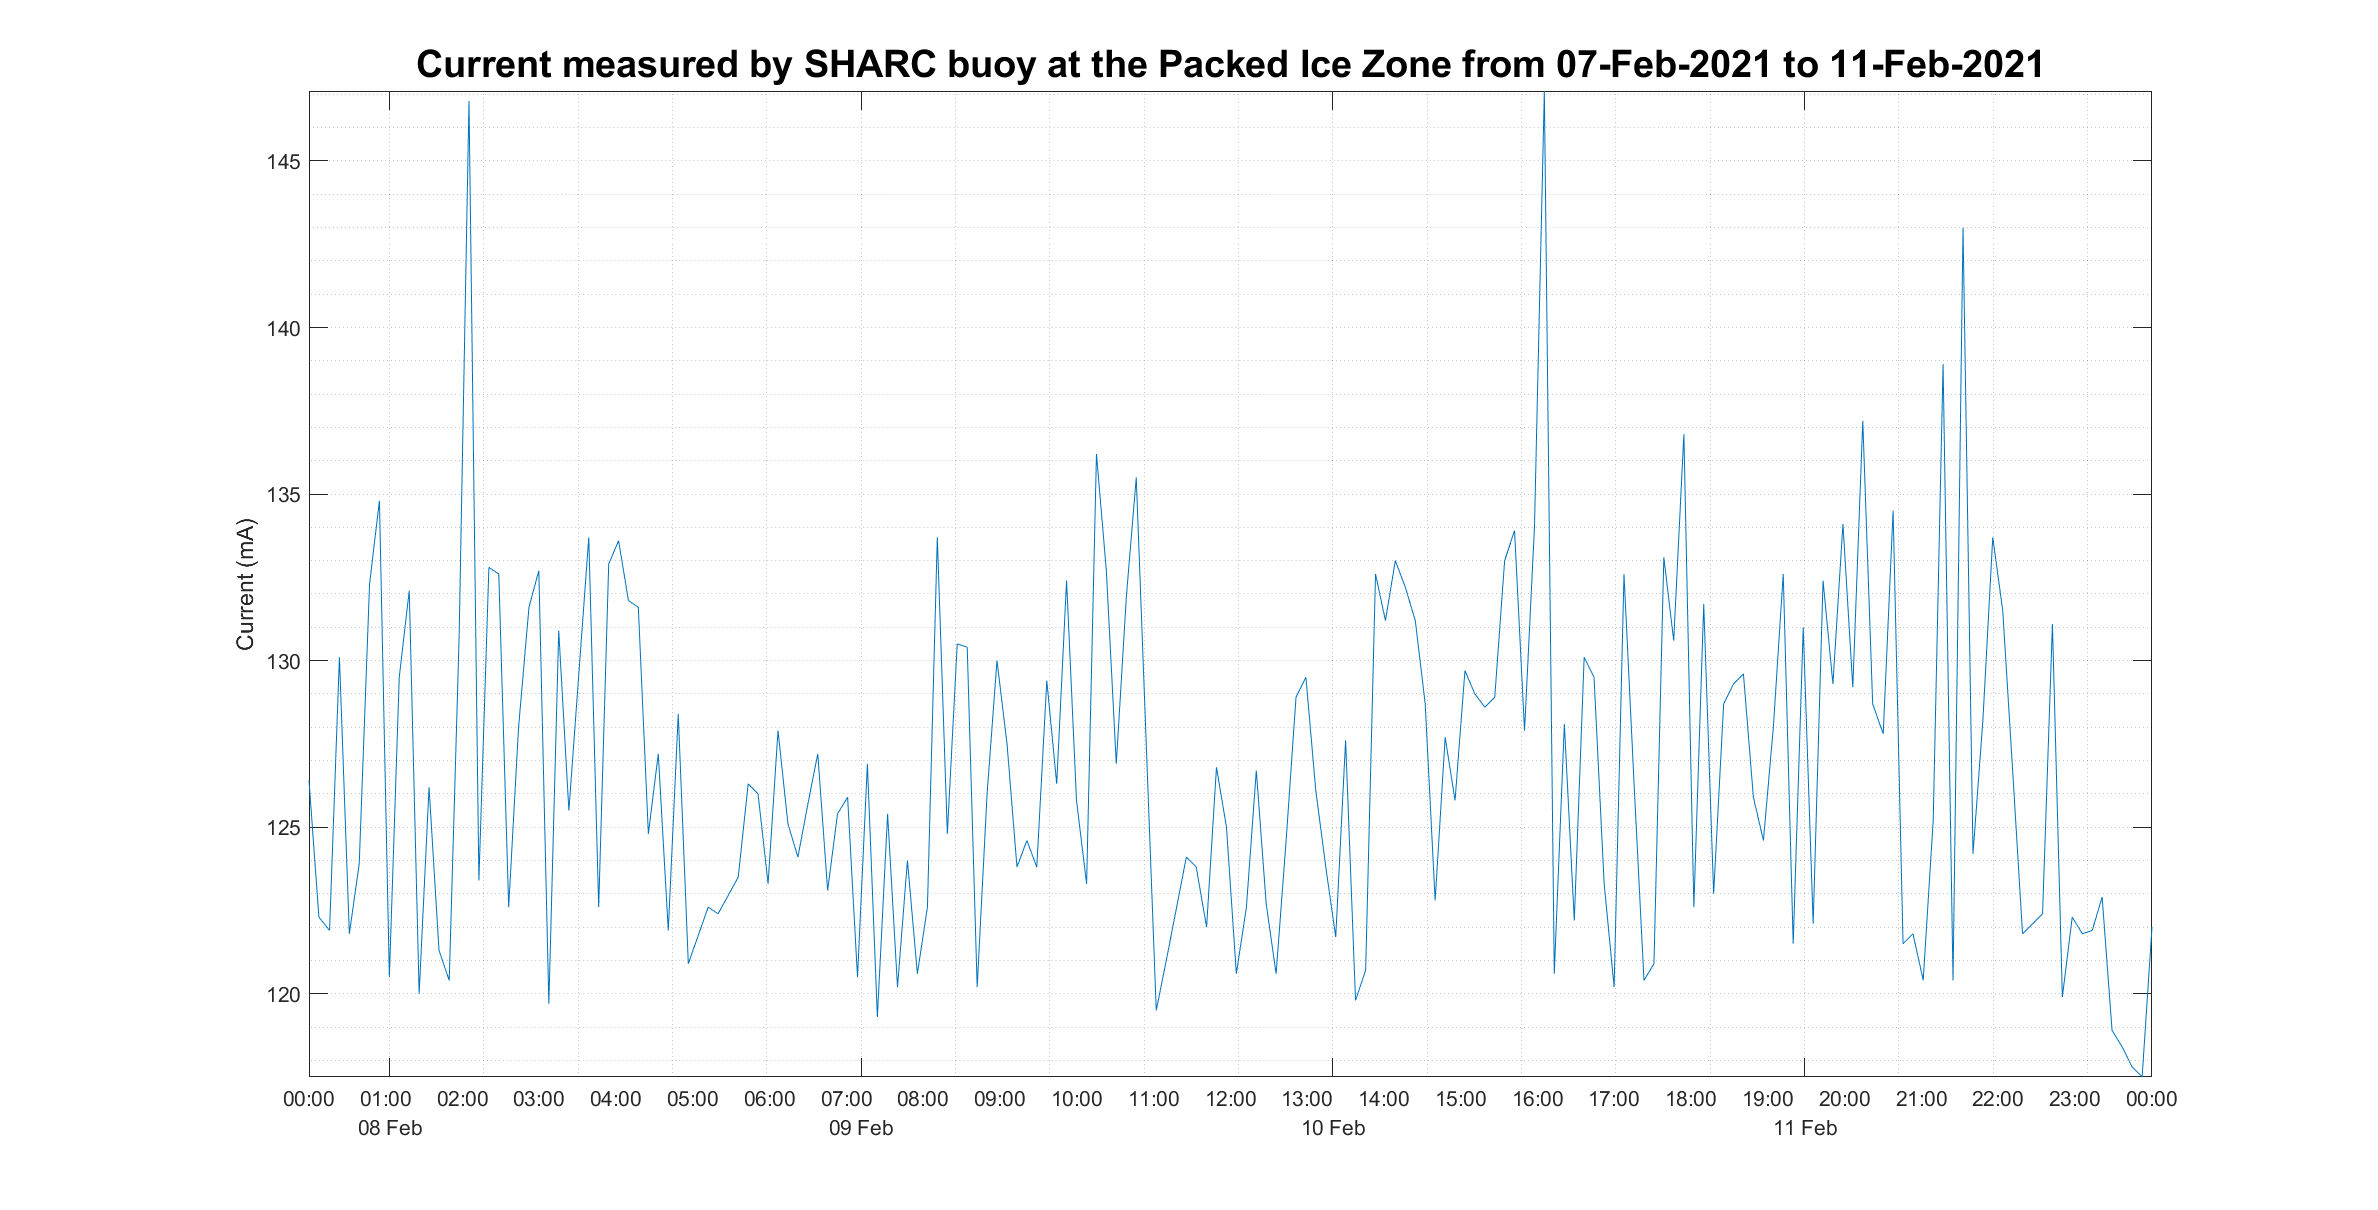 Current measured by SHARC buoy at the Packed Ice Zone from 07-Feb-2021 to 11-Feb-2021
145
140
135
130
125
120
Current (mA)
00:00 01:00 02:00 03:00 04:00 05:00 06:00 07:00 08:00 09:00 10:00 11:00 12:00 13:00 14:00 15:00 16:00 17:00 18:00 19:00 20:00 21:00 22:00 23:00 00:00
08 Feb 09 Feb 10 Feb 11 Feb